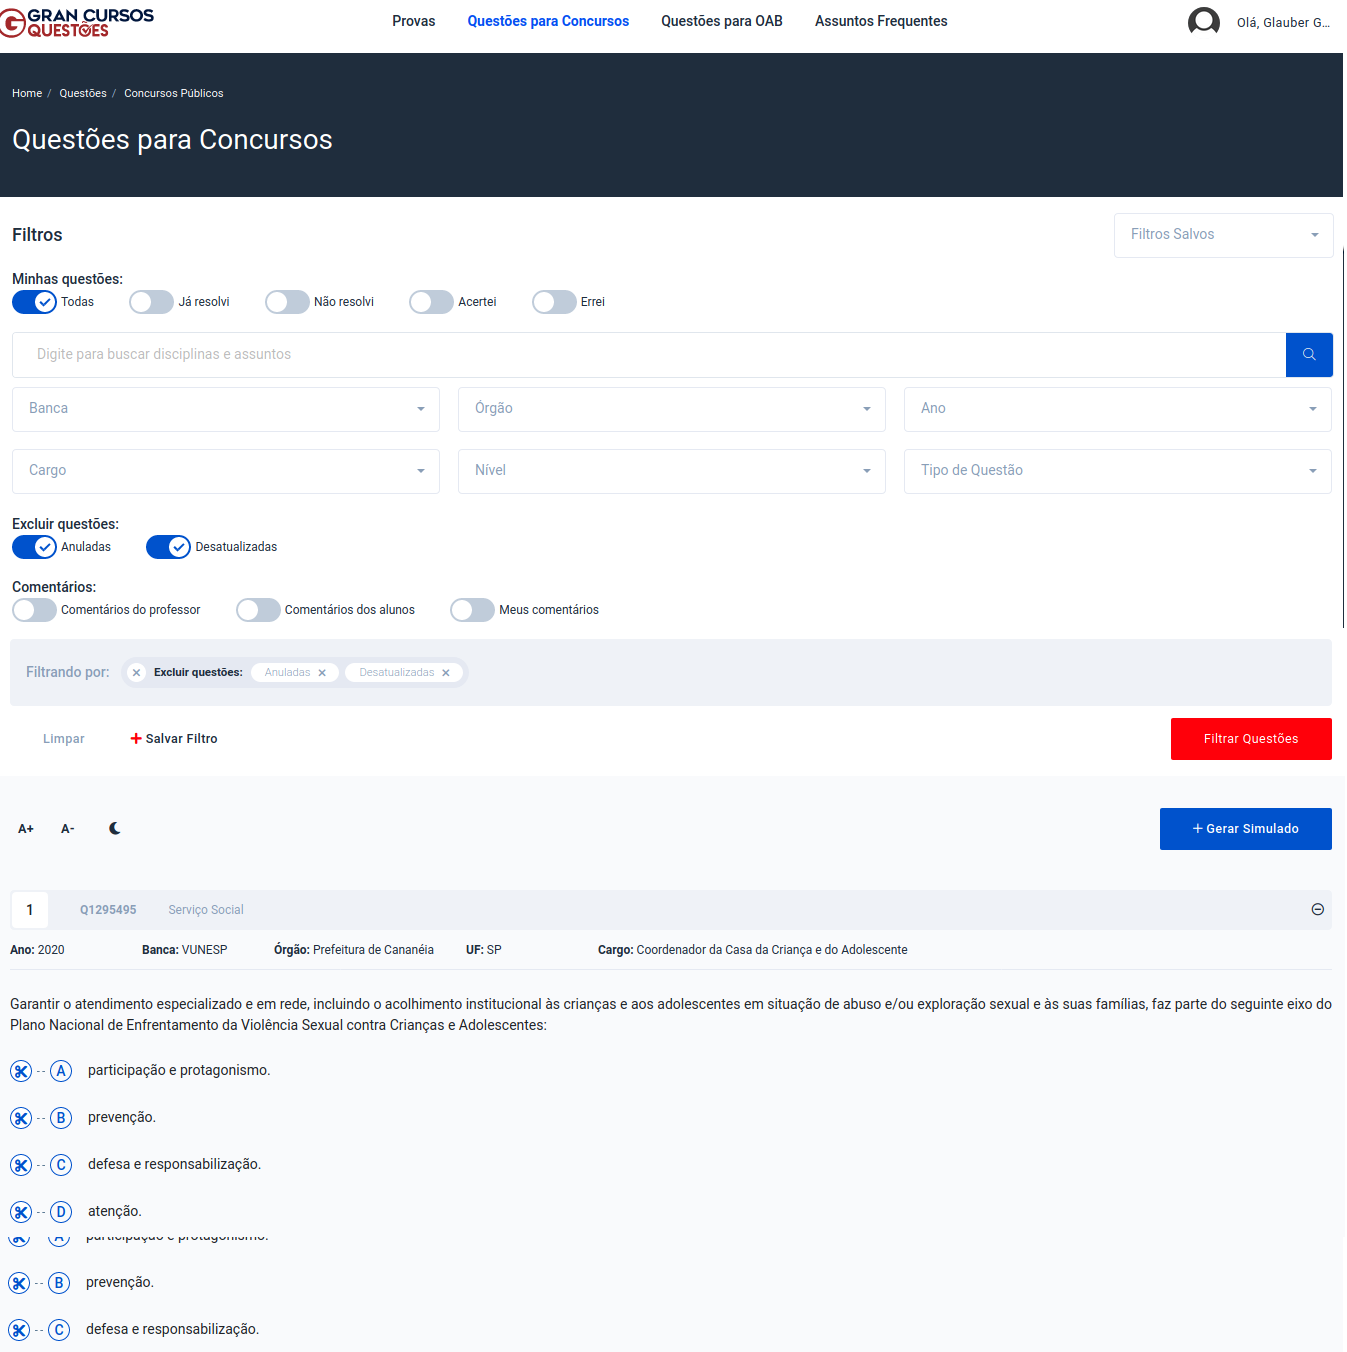 GRAN CURSOS
QUESTÕES
Provas Questões para Concursos Questões para OAB Assuntos Frequentes Olá, Glauber G...
Home / Questões / Concursos Públicos
Questões para Concursos
Filtros
Filtros Salvos
Minhas questões:
Todas Já resolvi Não resolvi Acertei Errei
Digite para buscar disciplinas e assuntos
Banca Órgão Ano
Cargo Nível Tipo de Questão
Excluir questões:
Anuladas Desatualizadas
Comentários:
Comentários do professor Comentários dos alunos Meus comentários
Filtrando por: × Excluir questões: Anuladas × Desatualizadas ×
Limpar + Salvar Filtro Filtrar Questões
A+ A- + Gerar Simulado
1 Q1295495 Serviço Social
Ano: 2020 Banca: VUNESP Órgão: Prefeitura de Cananéia UF: SP Cargo: Coordenador da Casa da Criança e do Adolescente
Garantir o atendimento especializado e em rede, incluindo o acolhimento institucional às crianças e aos adolescentes em situação de abuso e/ou exploração sexual e às suas famílias, faz parte do seguinte eixo do
Plano Nacional de Enfrentamento da Violência Sexual contra Crianças e Adolescentes:
A participação e protagonismo.
B prevenção.
C defesa e responsabilização.
D atenção.
A participação e protagonismo.
B prevenção.
C defesa e responsabilização.